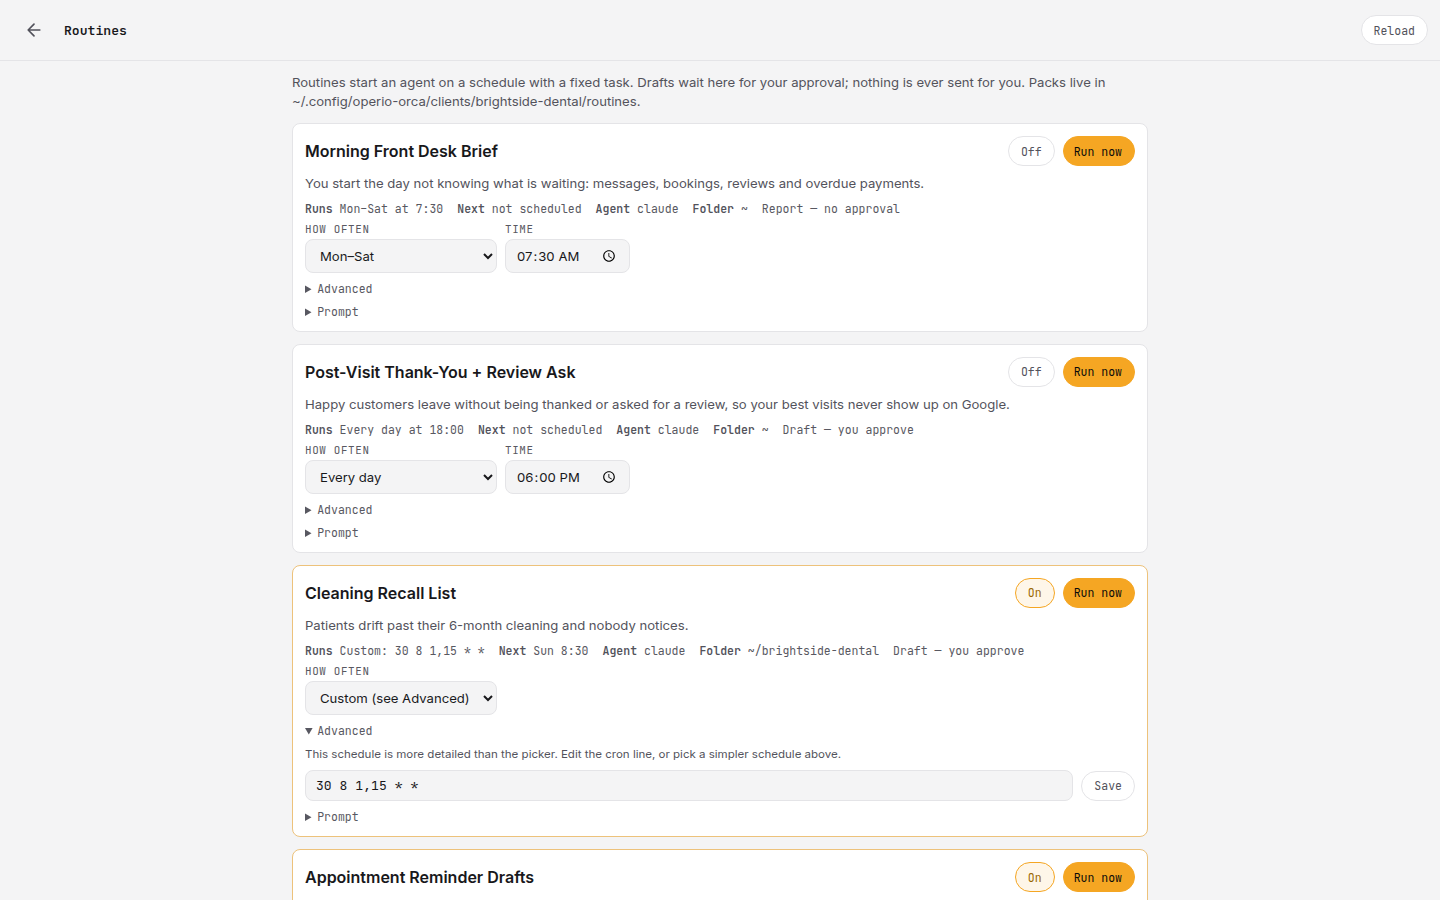 Routines
Reload
Routines start an agent on a schedule with a fixed task. Drafts wait here for your approval; nothing is ever sent for you. Packs live in
~/.config/operio-orca/clients/brightside-dental/routines.
Morning Front Desk Brief
Off
Run now
You start the day not knowing what is waiting: messages, bookings, reviews and overdue payments.
Runs Mon–Sat at 7:30 Next not scheduled Agent claude Folder ~ Report — no approval
HOW OFTEN
TIME
Mon–Sat
07:30 AM
Advanced
Prompt
Post-Visit Thank-You + Review Ask
Off
Run now
Happy customers leave without being thanked or asked for a review, so your best visits never show up on Google.
Runs Every day at 18:00 Next not scheduled Agent claude Folder ~ Draft — you approve
HOW OFTEN
TIME
Every day
06:00 PM
Advanced
Prompt
Cleaning Recall List
On
Run now
Patients drift past their 6-month cleaning and nobody notices.
Runs Custom: 30 8 1,15 * * Next Sun 8:30 Agent claude Folder ~/brightside-dental Draft — you approve
HOW OFTEN
Custom (see Advanced)
Advanced
This schedule is more detailed than the picker. Edit the cron line, or pick a simpler schedule above.
30 8 1,15 * *
Save
Prompt
Appointment Reminder Drafts
On
Run now